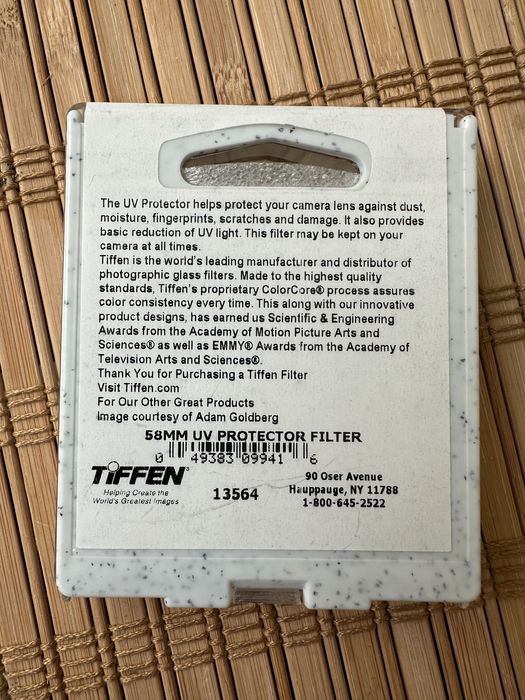 The UV Protector helps protect your camera lens against dust,
moisture, fingerprints, scratches and damage. It also provides
basic reduction of UV light. This filter may be kept on your
camera at all times.
Tiffen is the world's leading manufacturer and distributor of
photographic glass filters. Made to the highest quality
standards, Tiffen's proprietary ColorCore® process assures
color consistency every time. This along with our innovative
product designs, has earned us Scientific & Engineering
Awards from the Academy of Motion Picture Arts and
Sciences® as well as EMMY® Awards from the Academy of
Television Arts and Sciences®.
Thank You for Purchasing a Tiffen Filter
Visit Tiffen.com
For Our Other Great Products
Image courtesy of Adam Goldberg
58MM UV PROTECTOR FILTER
0 49383 09941 6
TIFFEN®
Helping Create the
World's Greatest Images
13564
90 Oser Avenue
Hauppauge, NY 11788
1-800-645-2522